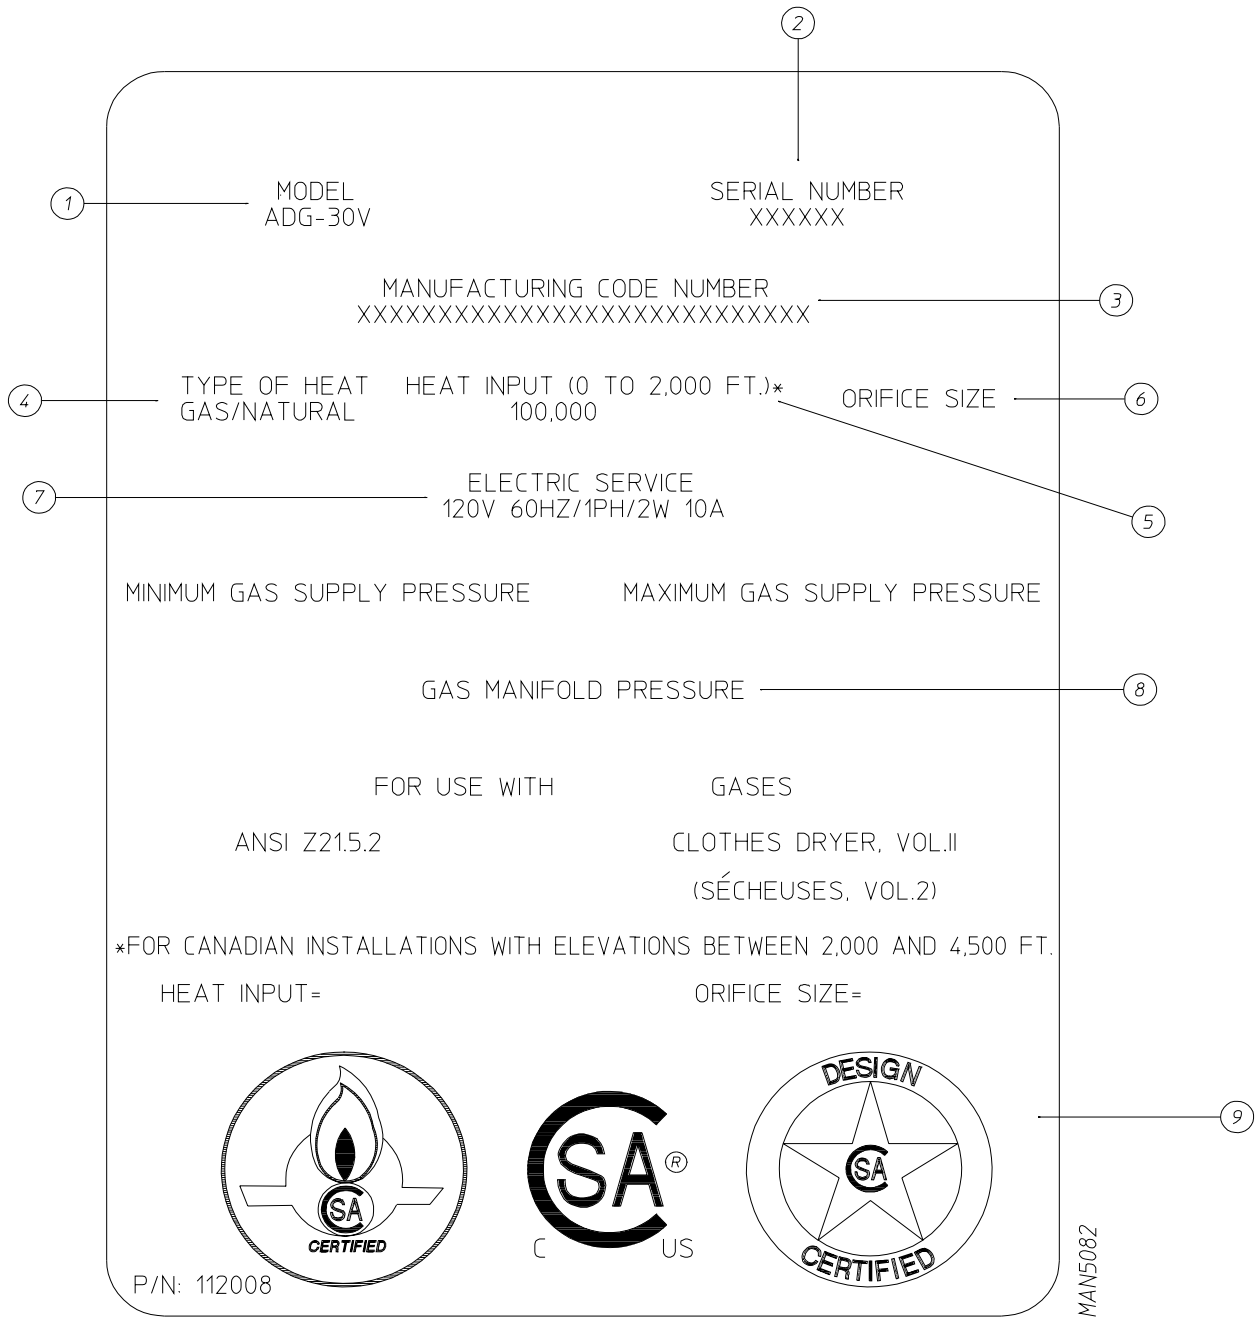 2
1
MODEL
ADG-30V
SERIAL NUMBER
XXXXXX
MANUFACTURING CODE NUMBER
XXXXXXXXXXXXXXXXXXXXXXXXXXXX
3
4
TYPE OF HEAT
GAS/NATURAL
HEAT INPUT (0 TO 2,000 FT.)*
100,000
ORIFICE SIZE
6
7
ELECTRIC SERVICE
120V 60HZ/1PH/2W 10A
5
MINIMUM GAS SUPPLY PRESSURE
MAXIMUM GAS SUPPLY PRESSURE
GAS MANIFOLD PRESSURE
8
FOR USE WITH GASES
ANSI Z21.5.2
CLOTHES DRYER, VOL.II
(SÉCHEUSES, VOL.2)
*FOR CANADIAN INSTALLATIONS WITH ELEVATIONS BETWEEN 2,000 AND 4,500 FT.
HEAT INPUT=
ORIFICE SIZE=
CSA
CERTIFIED
CSA ®
C US
DESIGN
CSA
CERTIFIED
9
P/N: 112008
MAN5082